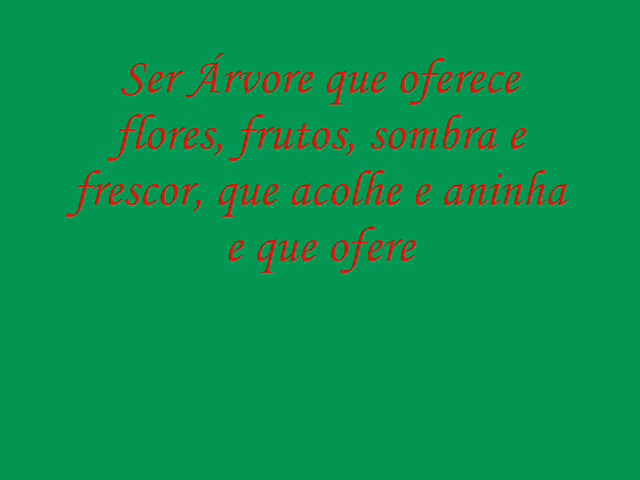 Ser Árvore que oferece
flores, frutos, sombra e
frescor, que acolhe e aninha
e que ofere